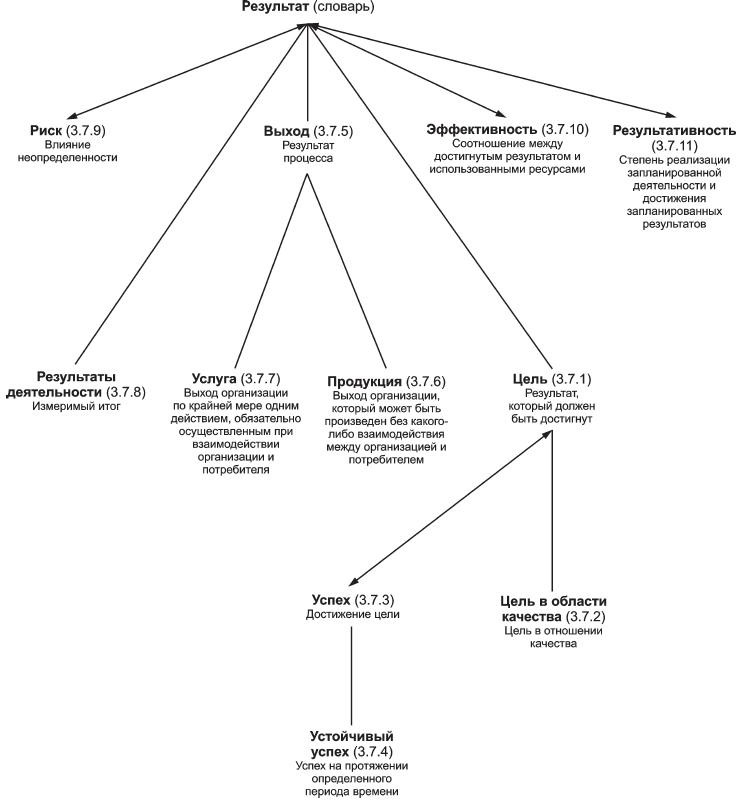 Результат (словарь)
Риск (3.7.9)
Влияние
неопределенности
Выход (3.7.5)
Результат
процесса
Эффективность (3.7.10)
Соотношение между
достигнутым результатом и
использованными ресурсами
Результативность
(3.7.11)
Степень реализации
запланированной
деятельности и
достижения
запланированных
результатов
Результаты
деятельности (3.7.8)
Измеримый итог
Услуга (3.7.7)
Выход организации
по крайней мере одним
действием, обязательно
осуществленным при
взаимодействии
организации и
потребителя
Продукция (3.7.6)
Выход организации,
который может быть
произведен без какого-
либо взаимодействия
между организацией и
потребителем
Цель (3.7.1)
Результат,
который должен
быть достигнут
Успех (3.7.3)
Достижение цели
Цель в области
качества (3.7.2)
Цель в отношении
качества
Устойчивый
успех (3.7.4)
Успех на протяжении
определенного
периода времени